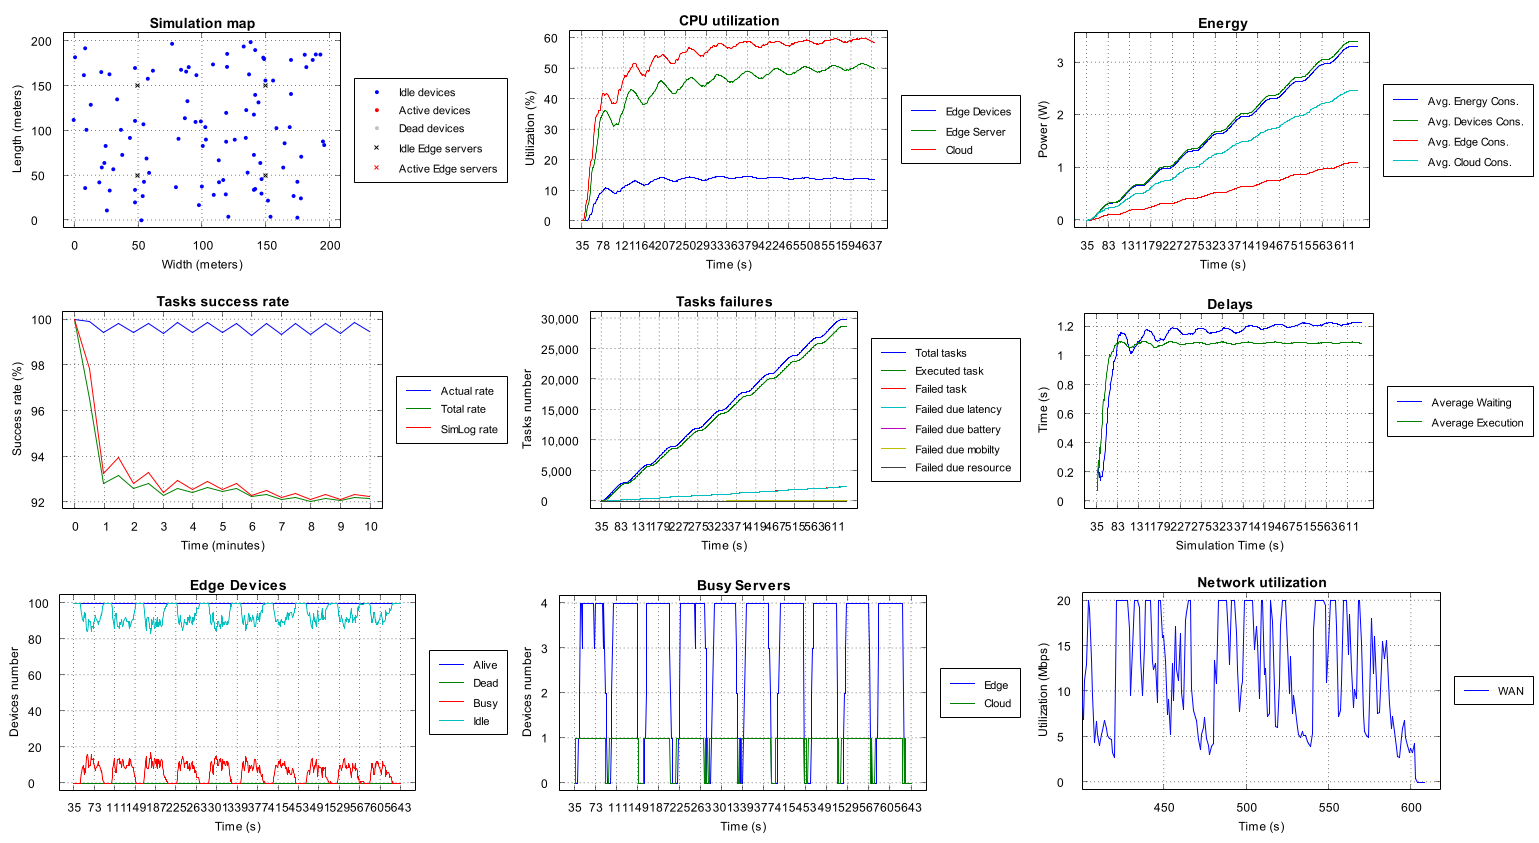 Simulation map
200
150
100
50
0
Length (meters)
0 50 100 150 200
Width (meters)
Idle devices
Active devices
Dead devices
Idle Edge servers
Active Edge servers
CPU utilization
60
50
40
30
20
10
0
Utilization (%)
35 78
Time (s)
Edge Devices
Edge Server
Cloud
Energy
3
2
1
0
Power (W)
35 83
611
Time (s)
Avg. Energy Cons.
Avg. Devices Cons.
Avg. Edge Cons.
Avg. Cloud Cons.
Tasks success rate
100
98
96
94
92
Success rate (%)
0 1 2 3 4 5 6 7 8 9 10
Time (minutes)
Actual rate
Total rate
SimLog rate
Tasks failures
30,000
25,000
20,000
15,000
10,000
5,000
0
Tasks number
35 83
Time (s)
Total tasks
Executed task
Failed task
Failed due latency
Failed due battery
Failed due mobilty
Failed due resource
Delays
1.2
1
0.8
0.6
0.4
0.2
0
Time (s)
35 83
611
Simulation Time (s)
Average Waiting
Average Execution
Edge Devices
100
80
60
40
20
0
Devices number
35 73
Time (s)
Alive
Dead
Busy
Idle
Busy Servers
4
3
2
1
0
Devices number
35 73
Time (s)
Edge
Cloud
Network utilization
20
15
10
5
0
Utilization (Mbps)
450 500 550 600
Time (s)
WAN